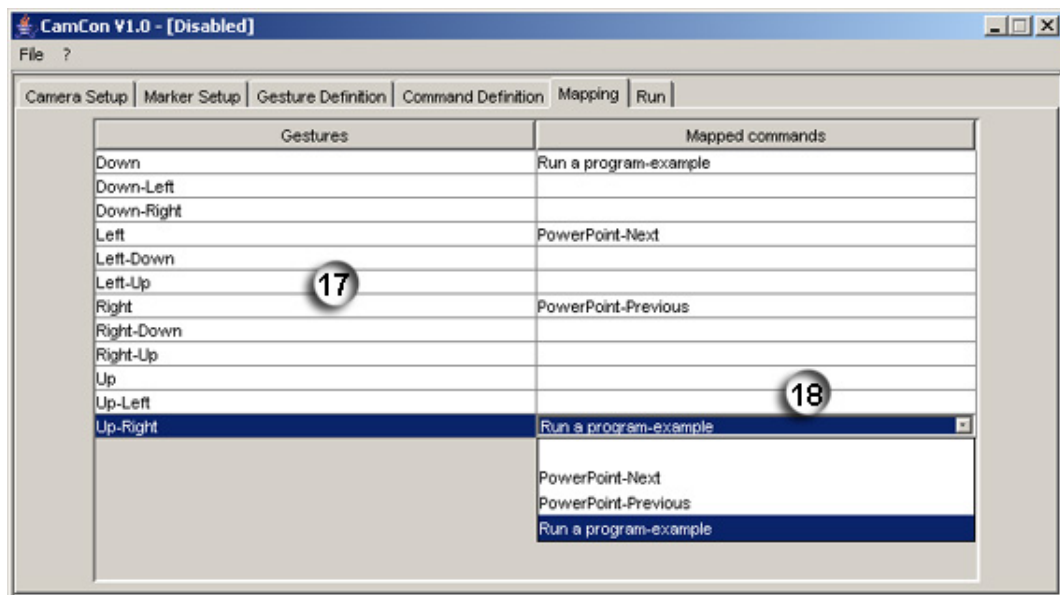 CamCon V1.0 - [Disabled]
File ?
Camera Setup Marker Setup Gesture Definition Command Definition Mapping Run
Gestures Mapped commands
Down Run a program-example
Down-Left
Down-Right
Left PowerPoint-Next
Left-Down
Left-Up
17
Right PowerPoint-Previous
Right-Down
Right-Up
Up
18
Up-Left
Up-Right Run a program-example
PowerPoint-Next
PowerPoint-Previous
Run a program-example